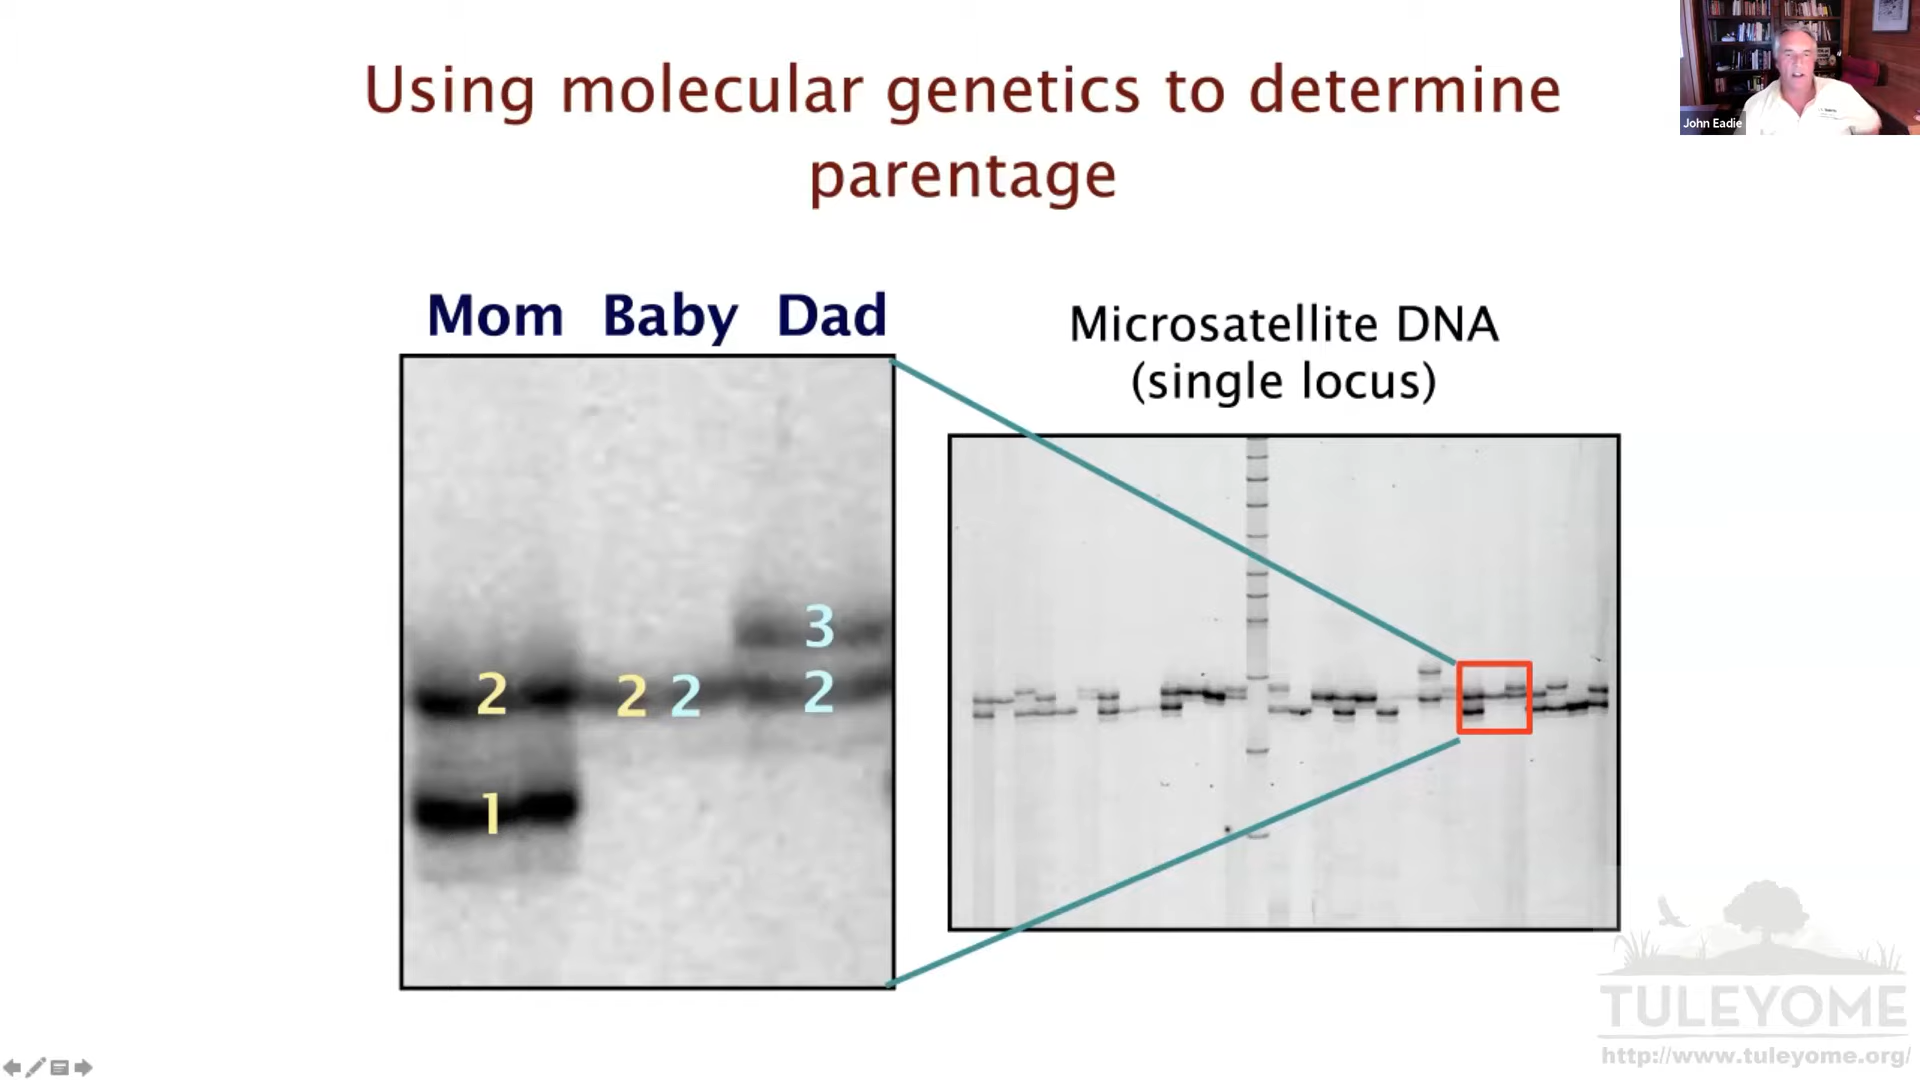 Using molecular genetics to determine
parentage
John Eadie
Mom Baby Dad
Microsatellite DNA
(single locus)
3
2 2 2 2
1
TULEYOME
http://www.tuleyome.org/